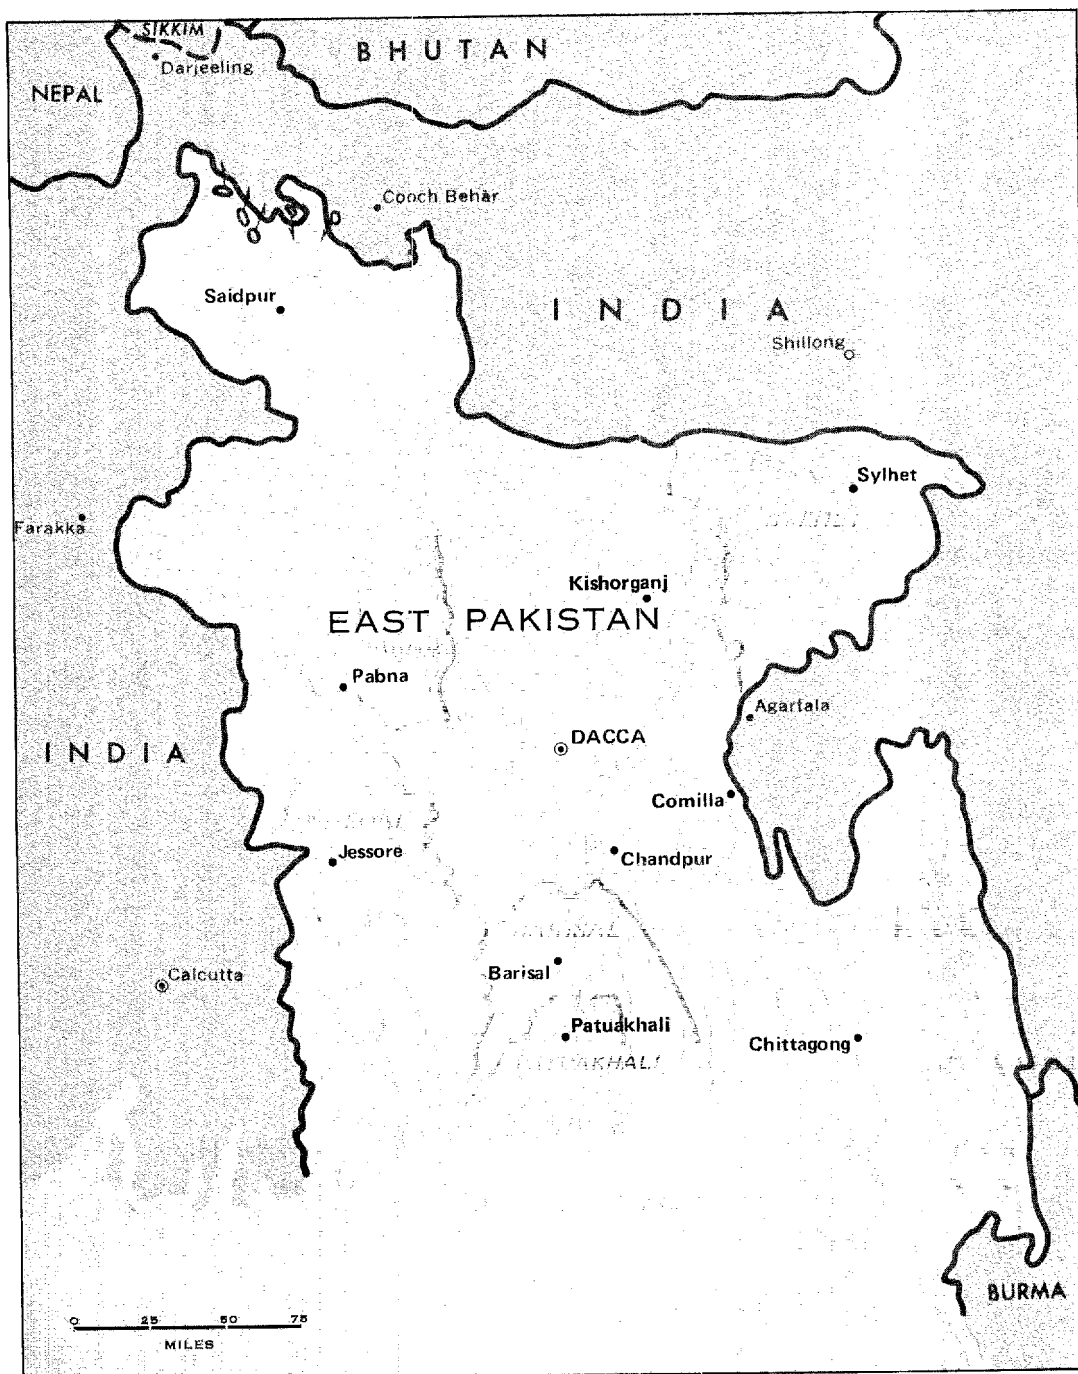 SIKKIM
BHUTAN
Darjeeling
NEPAL
Cooch Behar
Saidpur
INDIA
Shillong
Sylhet
Farakka
Kishorganj
EAST PAKISTAN
Pabna
Agartala
DACCA
INDIA
Comilla
Jessore
Chandpur
Calcutta
Barisal
Patuakhali
Chittagong
BURMA
0 25 50 75
MILES